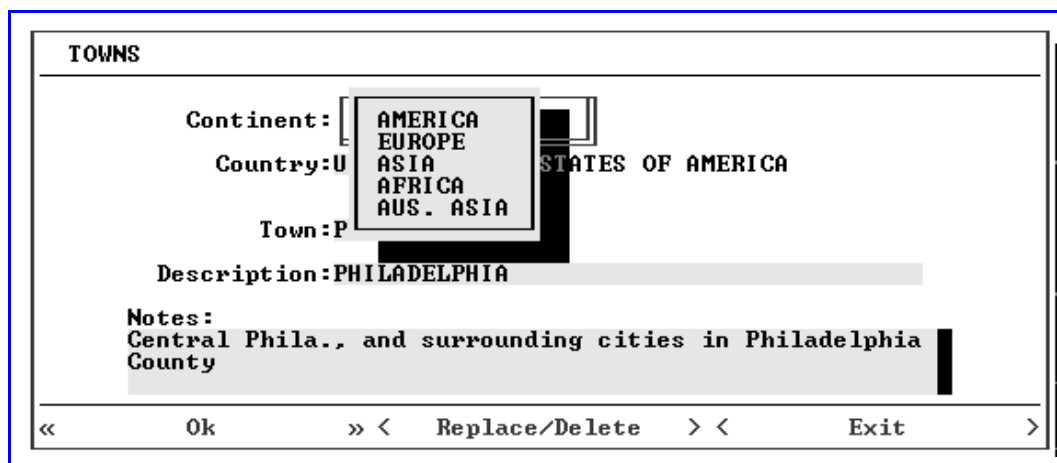 TOWNS
Continent:
AMERICA
EUROPE
ASIA
AFRICA
AUS. ASIA
Country:U STATES OF AMERICA
Town:P
Description:PHILADELPHIA
Notes:
Central Phila., and surrounding cities in Philadelphia
County
« Ok » < Replace/Delete > < Exit >